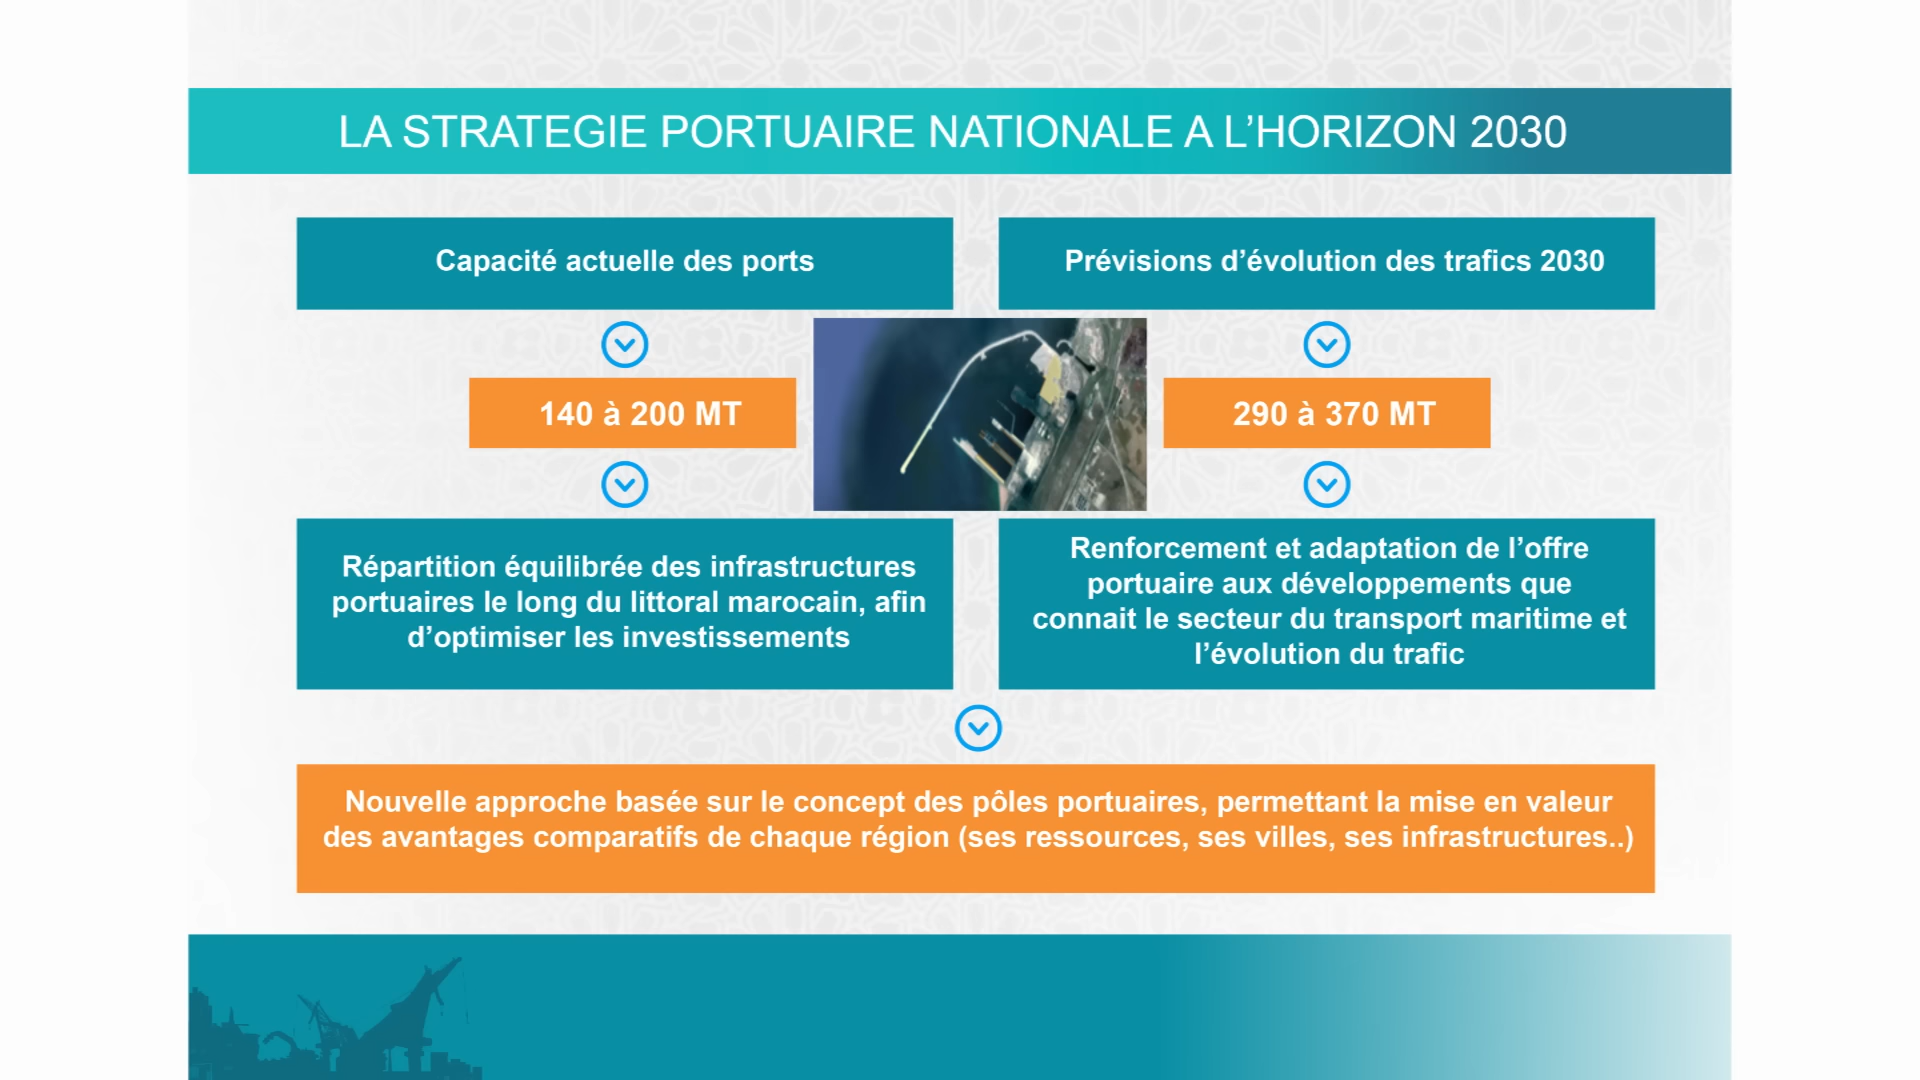 LA STRATEGIE PORTUAIRE NATIONALE A L’HORIZON 2030
Capacité actuelle des ports
Prévisions d’évolution des trafics 2030
140 à 200 MT
290 à 370 MT
Répartition équilibrée des infrastructures
portuaires le long du littoral marocain, afin
d’optimiser les investissements
Renforcement et adaptation de l’offre
portuaire aux développements que
connait le secteur du transport maritime et
l’évolution du trafic
Nouvelle approche basée sur le concept des pôles portuaires, permettant la mise en valeur
des avantages comparatifs de chaque région (ses ressources, ses villes, ses infrastructures..)